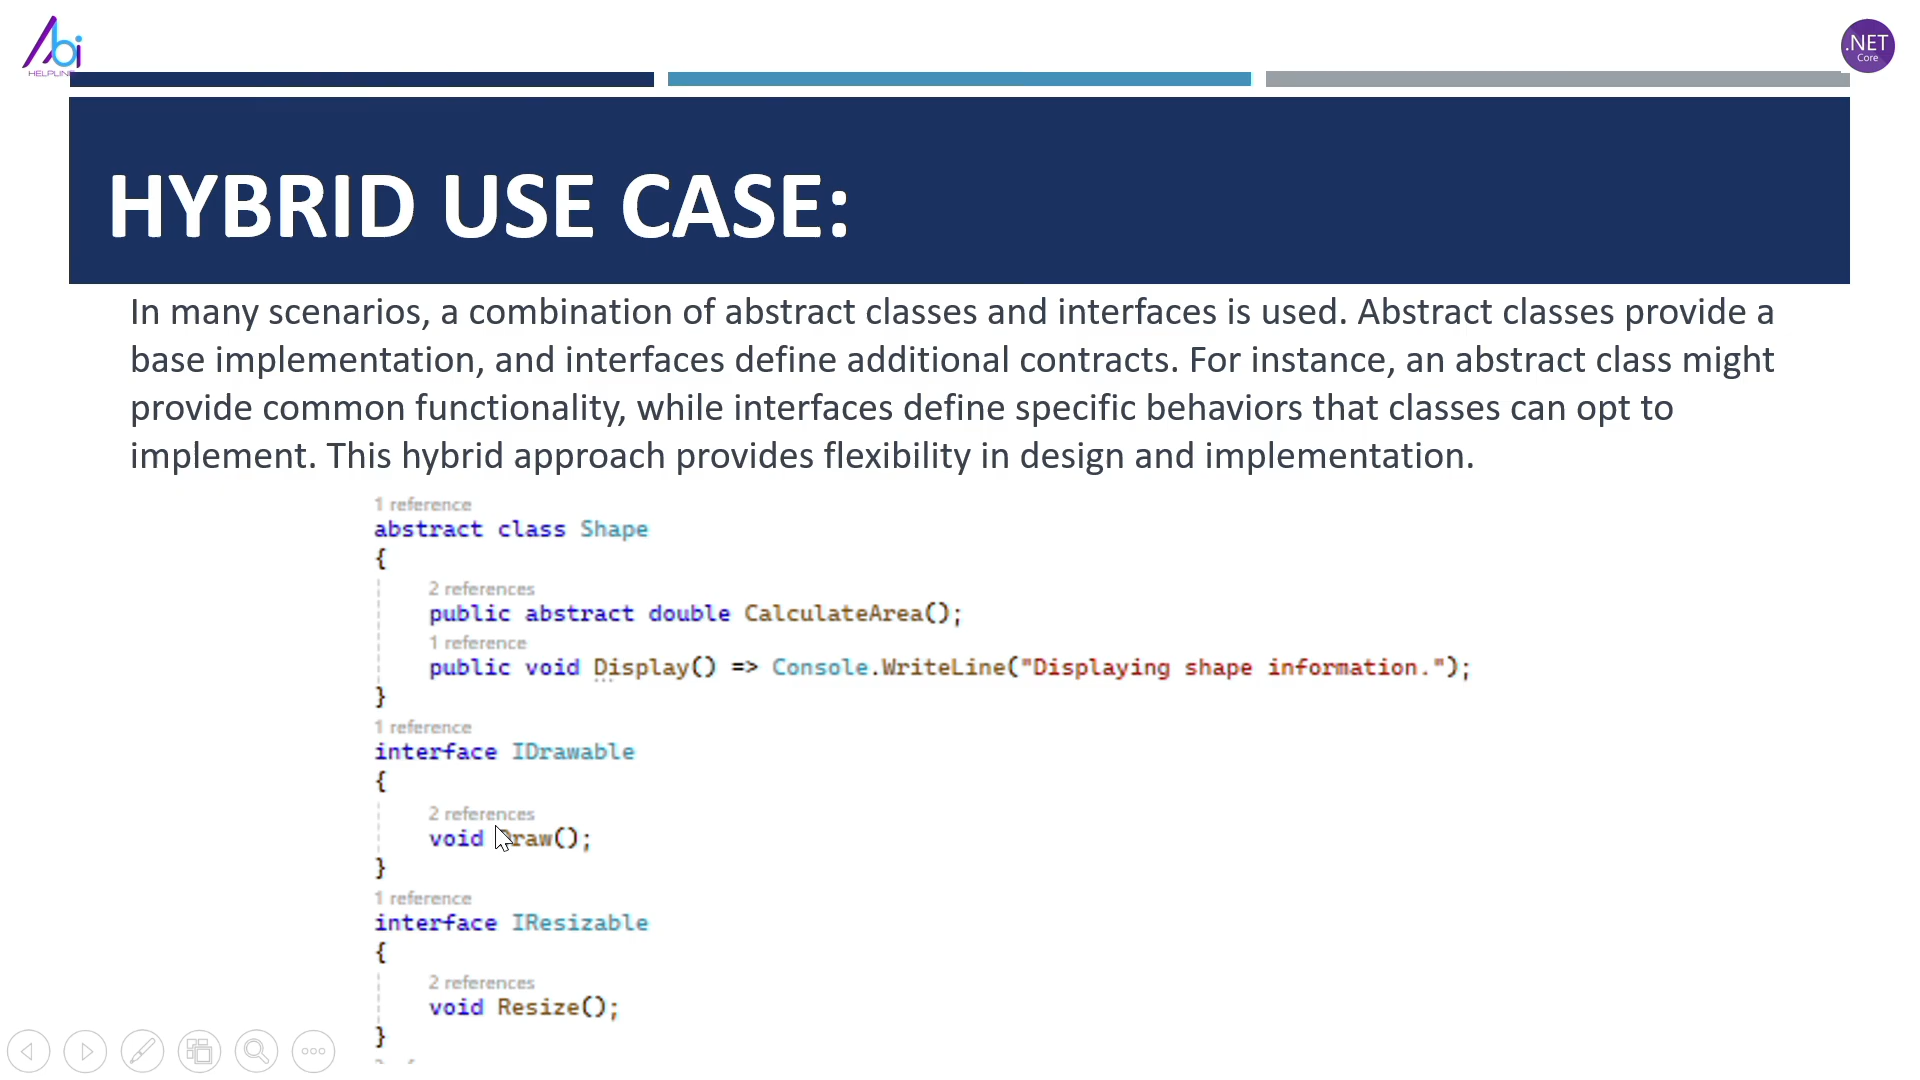 Abi
HELPLINE
.NET
Core
HYBRID USE CASE:
In many scenarios, a combination of abstract classes and interfaces is used. Abstract classes provide a
base implementation, and interfaces define additional contracts. For instance, an abstract class might
provide common functionality, while interfaces define specific behaviors that classes can opt to
implement. This hybrid approach provides flexibility in design and implementation.
1 reference
abstract class Shape
{
2 references
public abstract double CalculateArea();
1 reference
public void Display() => Console.WriteLine("Displaying shape information.");
}
1 reference
interface IDrawable
{
2 references
void Draw();
}
1 reference
interface IResizable
{
2 references
void Resize();
}